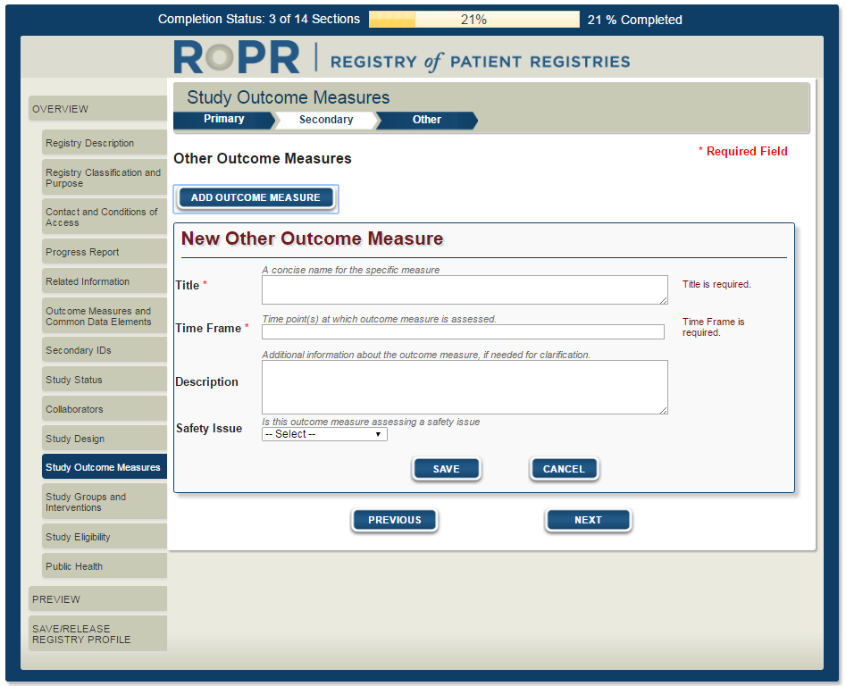 Completion Status: 3 of 14 Sections 21% 21 % Completed
ROPR | REGISTRY of PATIENT REGISTRIES
OVERVIEW
Registry Description
Registry Classification and
Purpose
Contact and Conditions of
Access
Progress Report
Related Information
Outcome Measures and
Common Data Elements
Secondary IDs
Study Status
Collaborators
Study Design
Study Outcome Measures
Study Groups and
Interventions
Study Eligibility
Public Health
PREVIEW
SAVE/RELEASE
REGISTRY PROFILE
Study Outcome Measures
Primary Secondary Other
* Required Field
Other Outcome Measures
ADD OUTCOME MEASURE
New Other Outcome Measure
A concise name for the specific measure
Title * Title is required.
Time point(s) at which outcome measure is assessed.
Time Frame * Time Frame is
required.
Additional information about the outcome measure, if needed for clarification.
Description
Is this outcome measure assessing a safety issue
Safety Issue -- Select --
SAVE CANCEL
PREVIOUS NEXT